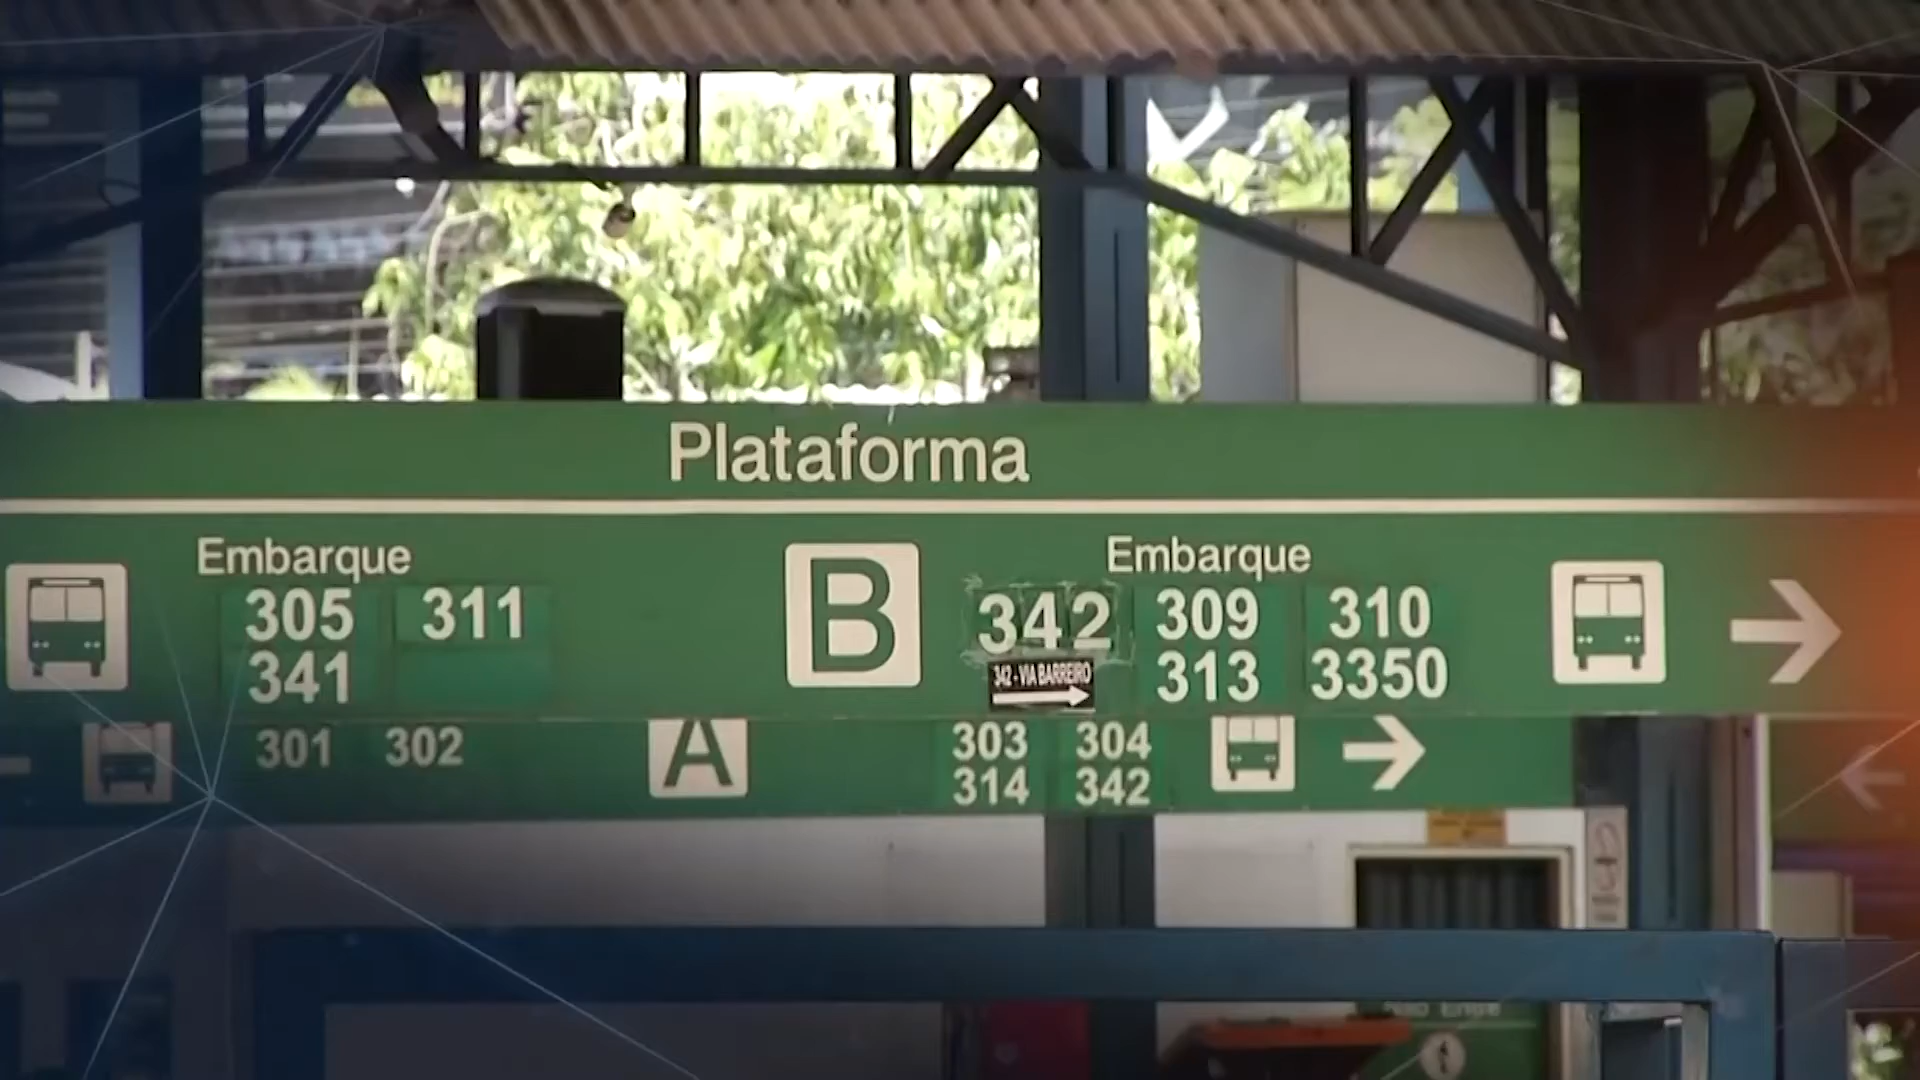 Plataforma
Embarque
305 311
341
B
Embarque
342 309 310
342 - VIA BARREIRO
313 3350
301 302
A
303 304
314 342